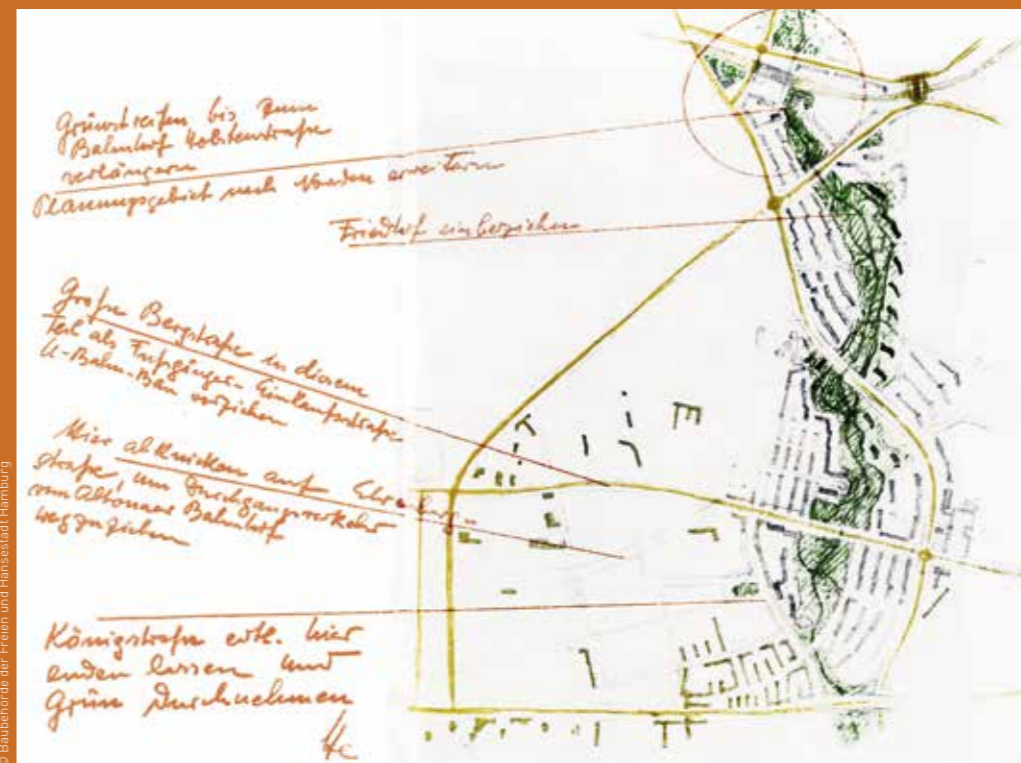 Grünstreifen bis zum
Bahnhof Holstenstraße
verlängern
Planungsgebiet nach Norden erweitern
Friedhof einbeziehen
Große Bergstraße in diesem
Teil als Fußgänger-Einkaufstraße
U-Bahn-Bau vorziehen
Hier abknicken auf
straße, um Durchgangsverkehr
vom Altonaer Bahnhof
wegzuziehen
Königstraße evtl. hier
enden lassen und
Grün durchnehmen
© Baubehörde der Freien und Hansestadt Hamburg